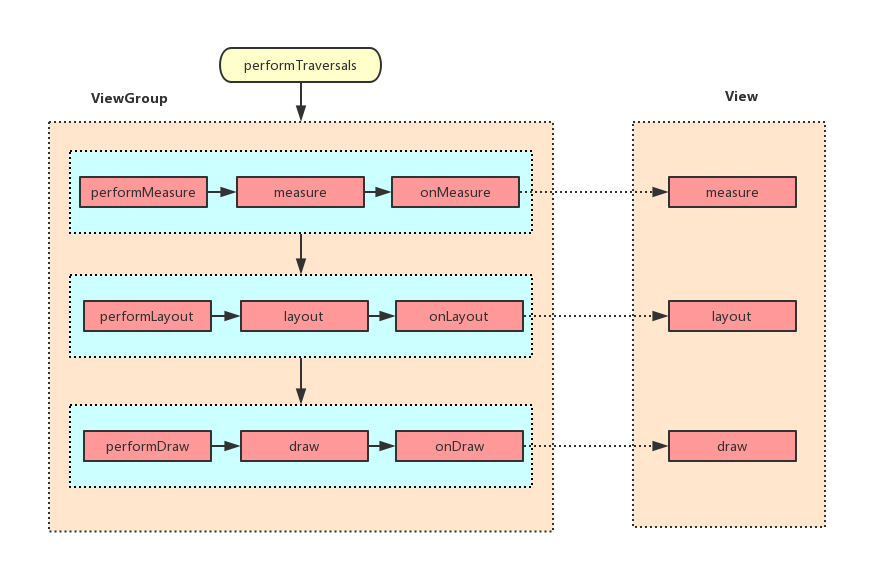 performTraversals
ViewGroup
View
performMeasure
measure
onMeasure
measure
performLayout
layout
onLayout
layout
performDraw
draw
onDraw
draw